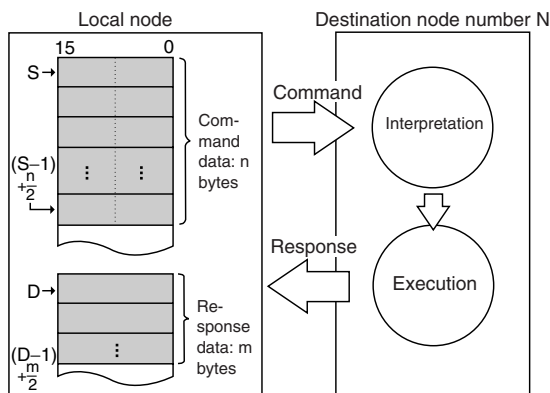 Local node
Destination node number N
15 0
S
Com-
mand
data: n
bytes
(S–1)
+n/2
Command
Interpretation
Response
Execution
D
Re-
sponse
data: m
bytes
(D–1)
+m/2